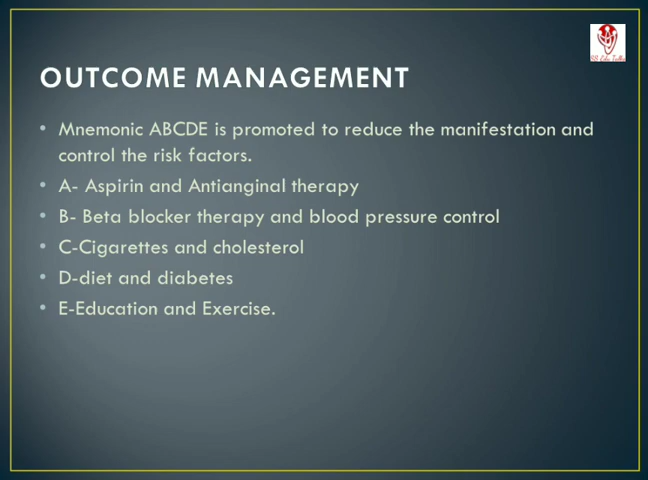 OUTCOME MANAGEMENT
• Mnemonic ABCDE is promoted to reduce the manifestation and
control the risk factors.
• A- Aspirin and Antianginal therapy
• B- Beta blocker therapy and blood pressure control
• C-Cigarettes and cholesterol
• D-diet and diabetes
• E-Education and Exercise.